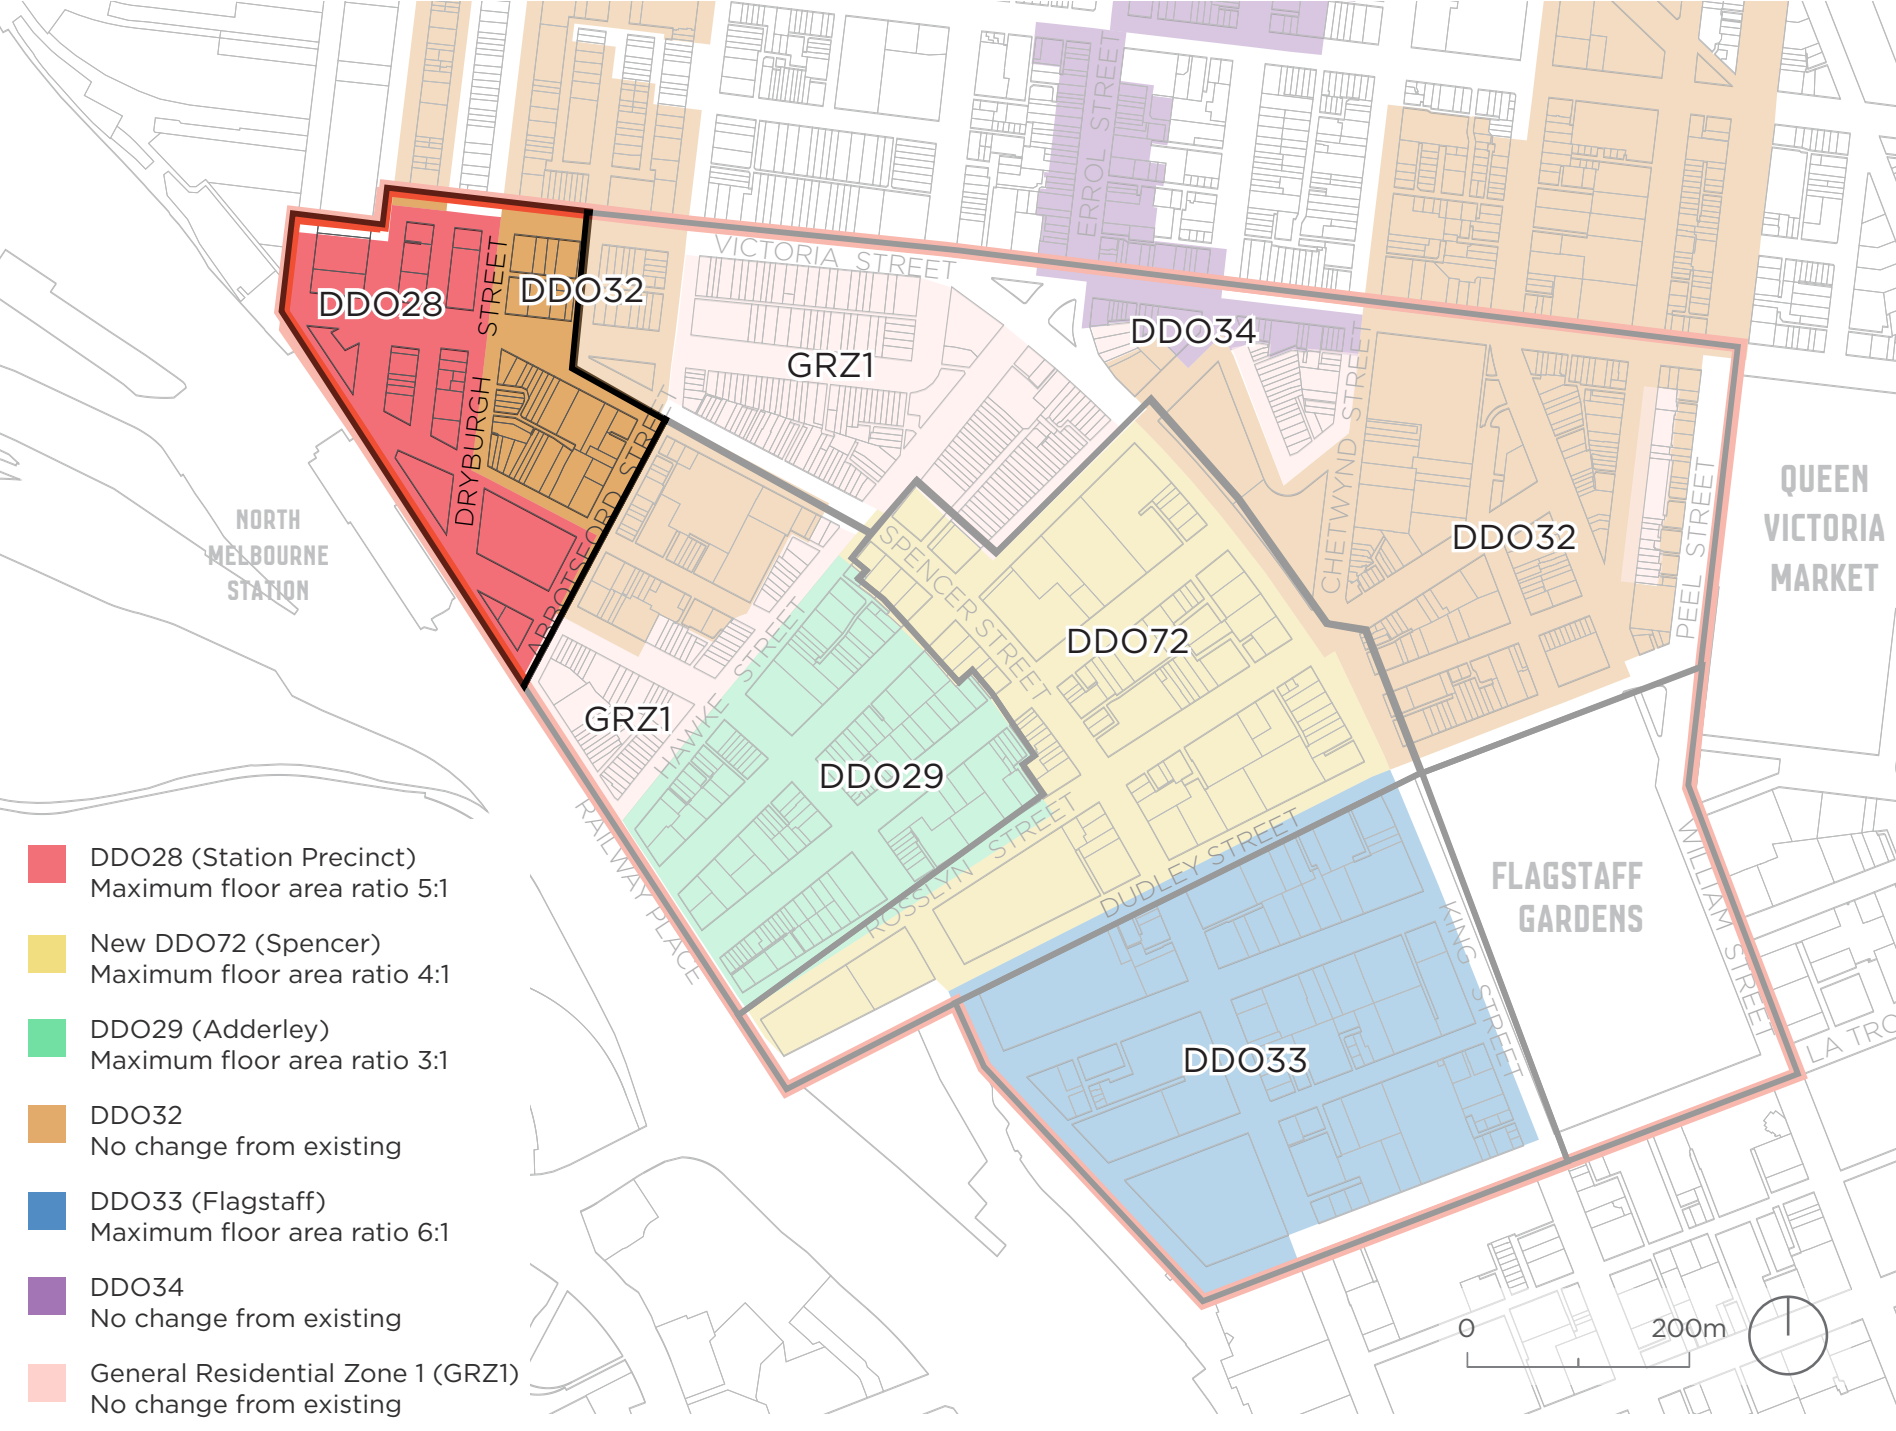 ERROL STREET
VICTORIA STREET
DDO28
DDO32
DDO34
GRZ1
DRYBURGH STREET
ABBOTSFORD STREET
CHETWYND STREET
PEEL STREET
DDO32
QUEEN
VICTORIA
MARKET
NORTH
MELBOURNE
STATION
SPENCER STREET
DDO72
HAWKE STREET
GRZ1
DDO29
RAILWAY PLACE
ROSSLYN STREET
DUDLEY STREET
KING STREET
WILLIAM STREET
FLAGSTAFF
GARDENS
LA TRO
DDO33
DDO28 (Station Precinct)
Maximum floor area ratio 5:1
New DDO72 (Spencer)
Maximum floor area ratio 4:1
DDO29 (Adderley)
Maximum floor area ratio 3:1
DDO32
No change from existing
DDO33 (Flagstaff)
Maximum floor area ratio 6:1
DDO34
No change from existing
General Residential Zone 1 (GRZ1)
No change from existing
0 200m